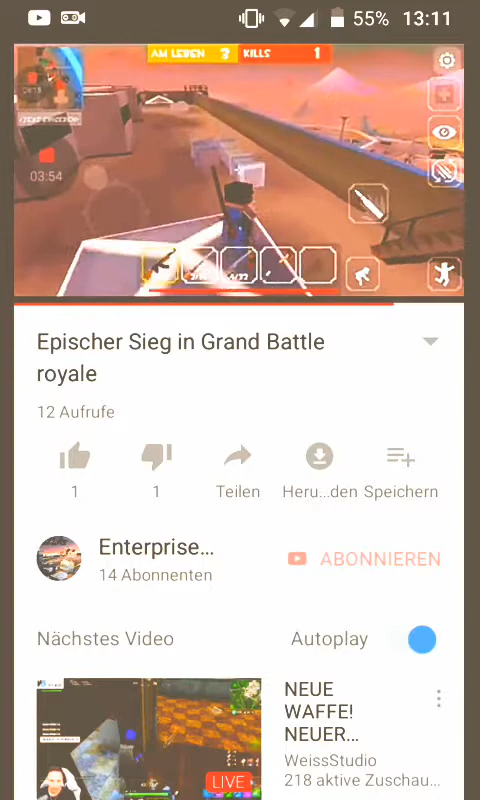 55% 13:11
AM LEBEN 3 KILLS 1
03:54
Epischer Sieg in Grand Battle
royale
12 Aufrufe
1 1 Teilen Heru...den Speichern
Enterprise...
14 Abonnenten
ABONNIEREN
Nächstes Video Autoplay
NEUE
WAFFE!
NEUER...
WeissStudio
218 aktive Zuschau...
LIVE